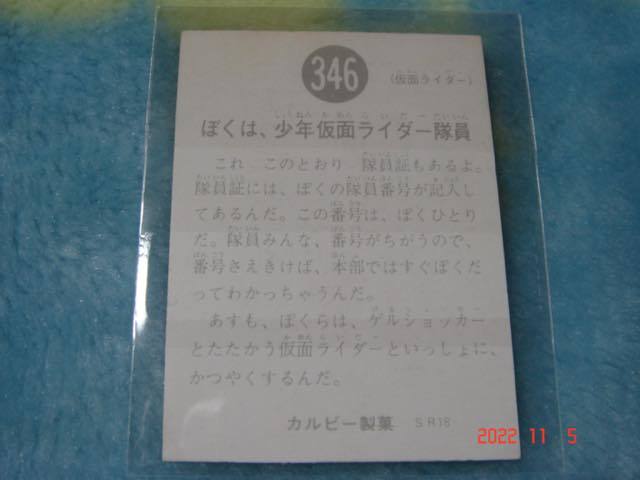 346
(仮面ライダー)
ぼくは、少年仮面ライダー隊員
これ このとおり 隊員証もあるよ。
隊員証には、ぼくの隊員番号が記入し
てあるんだ。この番号は、ぼくひとり
だ。隊員みんな、番号がちがうので、
番号さえきけば、本部ではすぐぼくだ
ってわかっちゃうんだ。
あすも、ぼくらは、ゲルショッカー
とたたかう仮面ライダーといっしょに、
かつやくするんだ。
カルビー製菓 SR18
2022 11 5